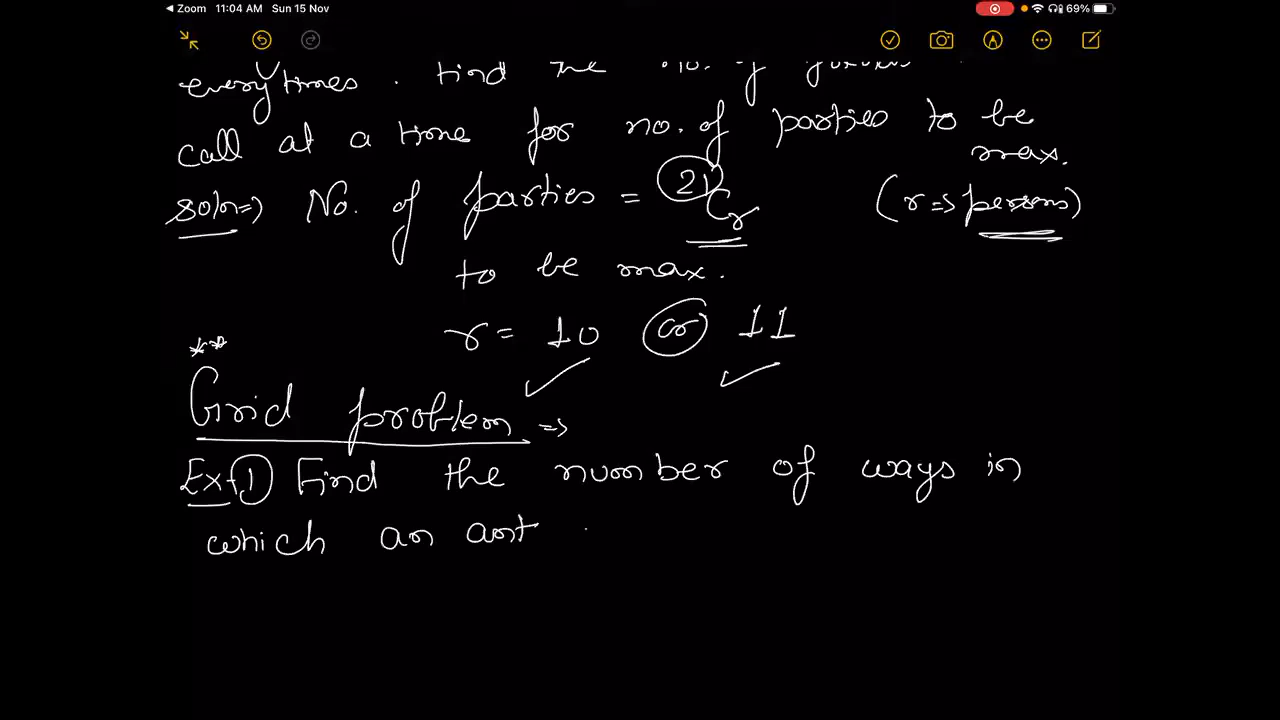 Zoom 11:04 AM Sun 15 Nov 69%
everytimes. Find the no. of
call at a time for no. of parties to be
max.
soln=> No. of parties = 21Cr (r=> persons)
to be max.
r = 10 or 11
**
Grid problem =>
Ex(1) Find the number of ways in
which an ant